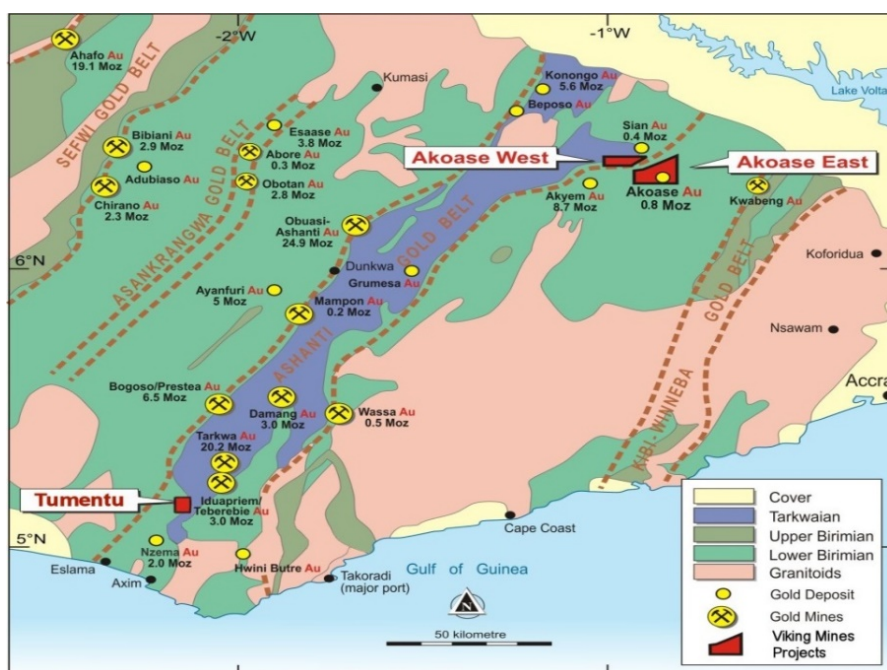 -2°W
-1°W
Ahafo Au
19.1 Moz
SEFWI GOLD BELT
Kumasi
Konongo Au
5.6 Moz
Beposo Au
Lake Volta
Bibiani Au
2.9 Moz
Adubiaso
Chirano Au
2.3 Moz
Esaase Au
3.8 Moz
Abore Au
0.3 Moz
Obotan Au
2.8 Moz
ASANKRANGWA GOLD BELT
Sian Au
0.4 Moz
Akoase West
Akoase East
Akoase Au
0.8 Moz
Akyem Au
8.7 Moz
Kwabeng Au
Obuasi-
Ashanti Au
24.9 Moz
6°N
Dunkwa
Grumesa Au
ASHANTI GOLD BELT
Koforidua
Ayanfuri Au
5 Moz
Mampon Au
0.2 Moz
Nsawam
KIBI-WINNEBA GOLD BELT
Accra
Bogoso/Prestea Au
6.5 Moz
Damang Au
3.0 Moz
Wassa Au
0.5 Moz
Tarkwa Au
20.2 Moz
Tumentu
Iduapriem/
Teberebie Au
3.0 Moz
Cape Coast
5°N
Nzema Au
2.0 Moz
Hwini Butre Au
Eslama
Axim
Takoradi
(major port)
Gulf of Guinea
N
50 kilometre
Cover
Tarkwaian
Upper Birimian
Lower Birimian
Granitoids
Gold Deposit
Gold Mines
Viking Mines
Projects